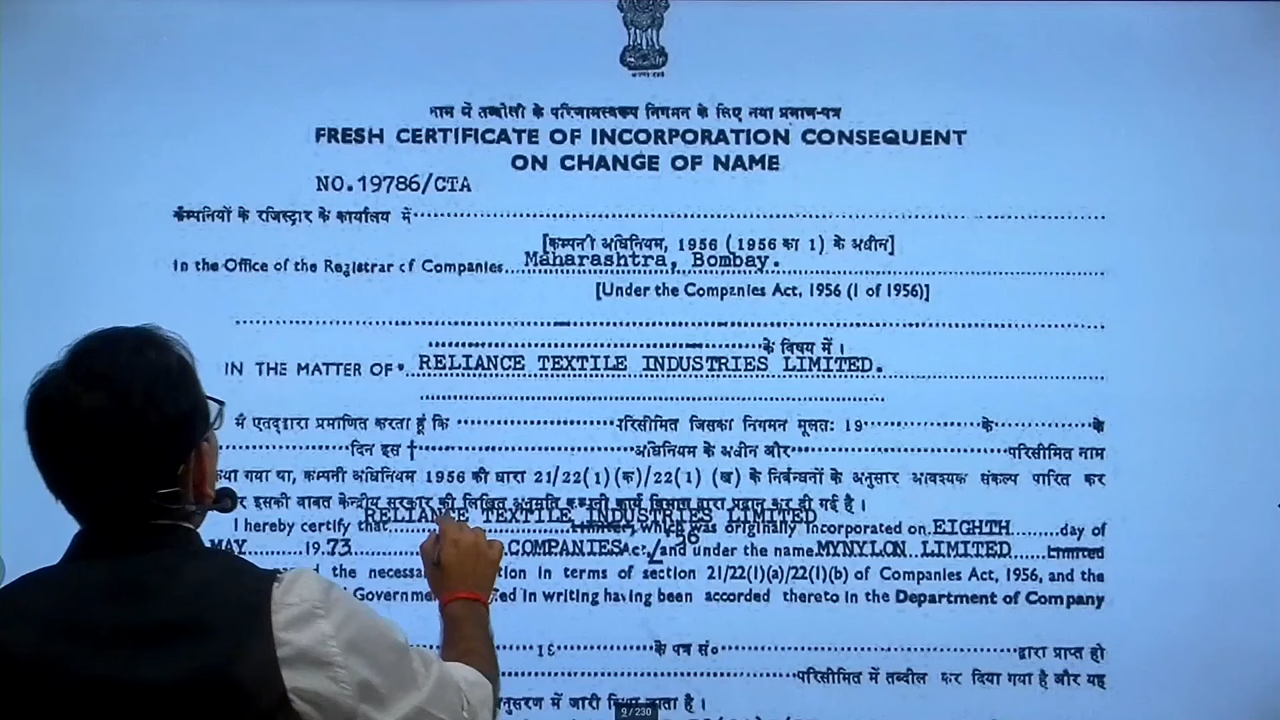 नाम में तब्दीली के परिणामस्वरूप निगमन के लिए नया प्रमाण-पत्र
FRESH CERTIFICATE OF INCORPORATION CONSEQUENT
ON CHANGE OF NAME
NO.19786/CTA
कम्पनियों के रजिस्ट्रार के कार्यालय में
[कम्पनी अधिनियम, 1956 (1956 का 1) के अधीन]
In the Office of the Registrar of Companies Maharashtra, Bombay.
[Under the Companies Act, 1956 (1 of 1956)]
के विषय में।
IN THE MATTER OF RELIANCE TEXTILE INDUSTRIES LIMITED.
मैं एतद्द्वारा प्रमाणित करता हूं कि परिसीमित जिसका निगमन मूलतः 19 के के
दिन इस † अधिनियम के अधीन और परिसीमित नाम
गया था, कम्पनी अधिनियम 1956 की धारा 21/22(1)(क)/22(1) (ख) के निर्बन्धनों के अनुसार आवश्यक संकल्प पारित कर
इसकी बाबत केन्द्रीय सरकार की लिखित अनुमति कम्पनी कार्य विभाग द्वारा प्रदान कर दी गई है।
RELIANCE TEXTILE INDUSTRIES LIMITED
I hereby certify that Limited, which was originally incorporated on EIGHTH day of
MAY 1973 COMPANIES Act, 56 and under the name MYNYLON LIMITED Limited
the in terms of section 21/22(1)(a)/22(1)(b) of Companies Act, 1956, and the
in writing having been accorded thereto in the Department of Company
के पत्र सं० द्वारा प्राप्त हो
परिसीमित में तब्दील कर दिया गया है और यह
में जारी किया जाता है।
9 / 230